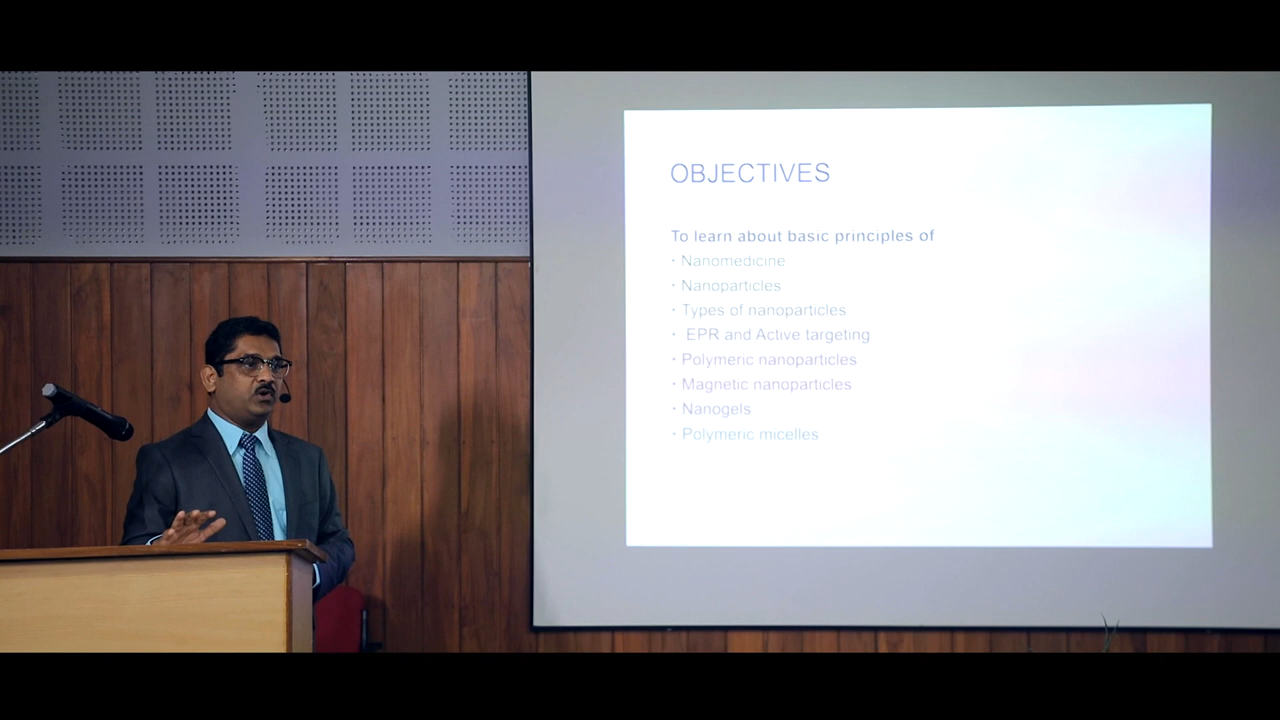 OBJECTIVES
To learn about basic principles of
· Nanomedicine
· Nanoparticles
· Types of nanoparticles
· EPR and Active targeting
· Polymeric nanoparticles
· Magnetic nanoparticles
· Nanogels
· Polymeric micelles